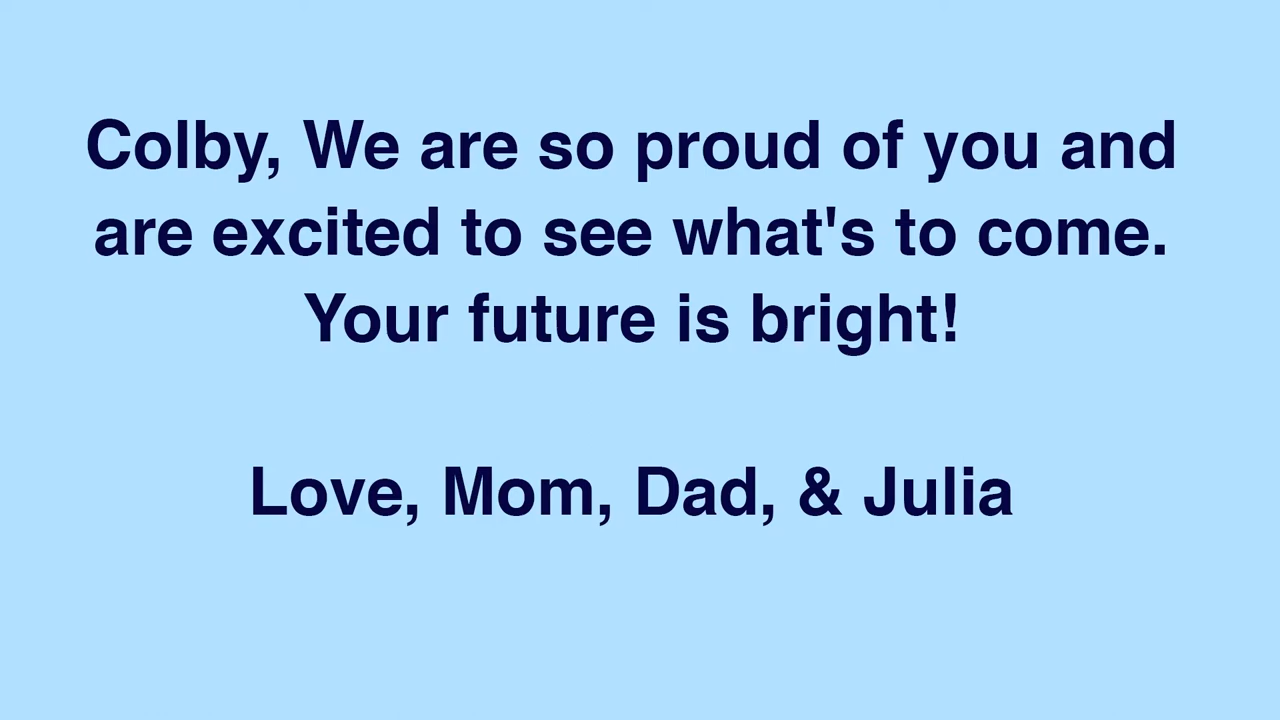 Colby, We are so proud of you and
are excited to see what's to come.
Your future is bright!
Love, Mom, Dad, & Julia